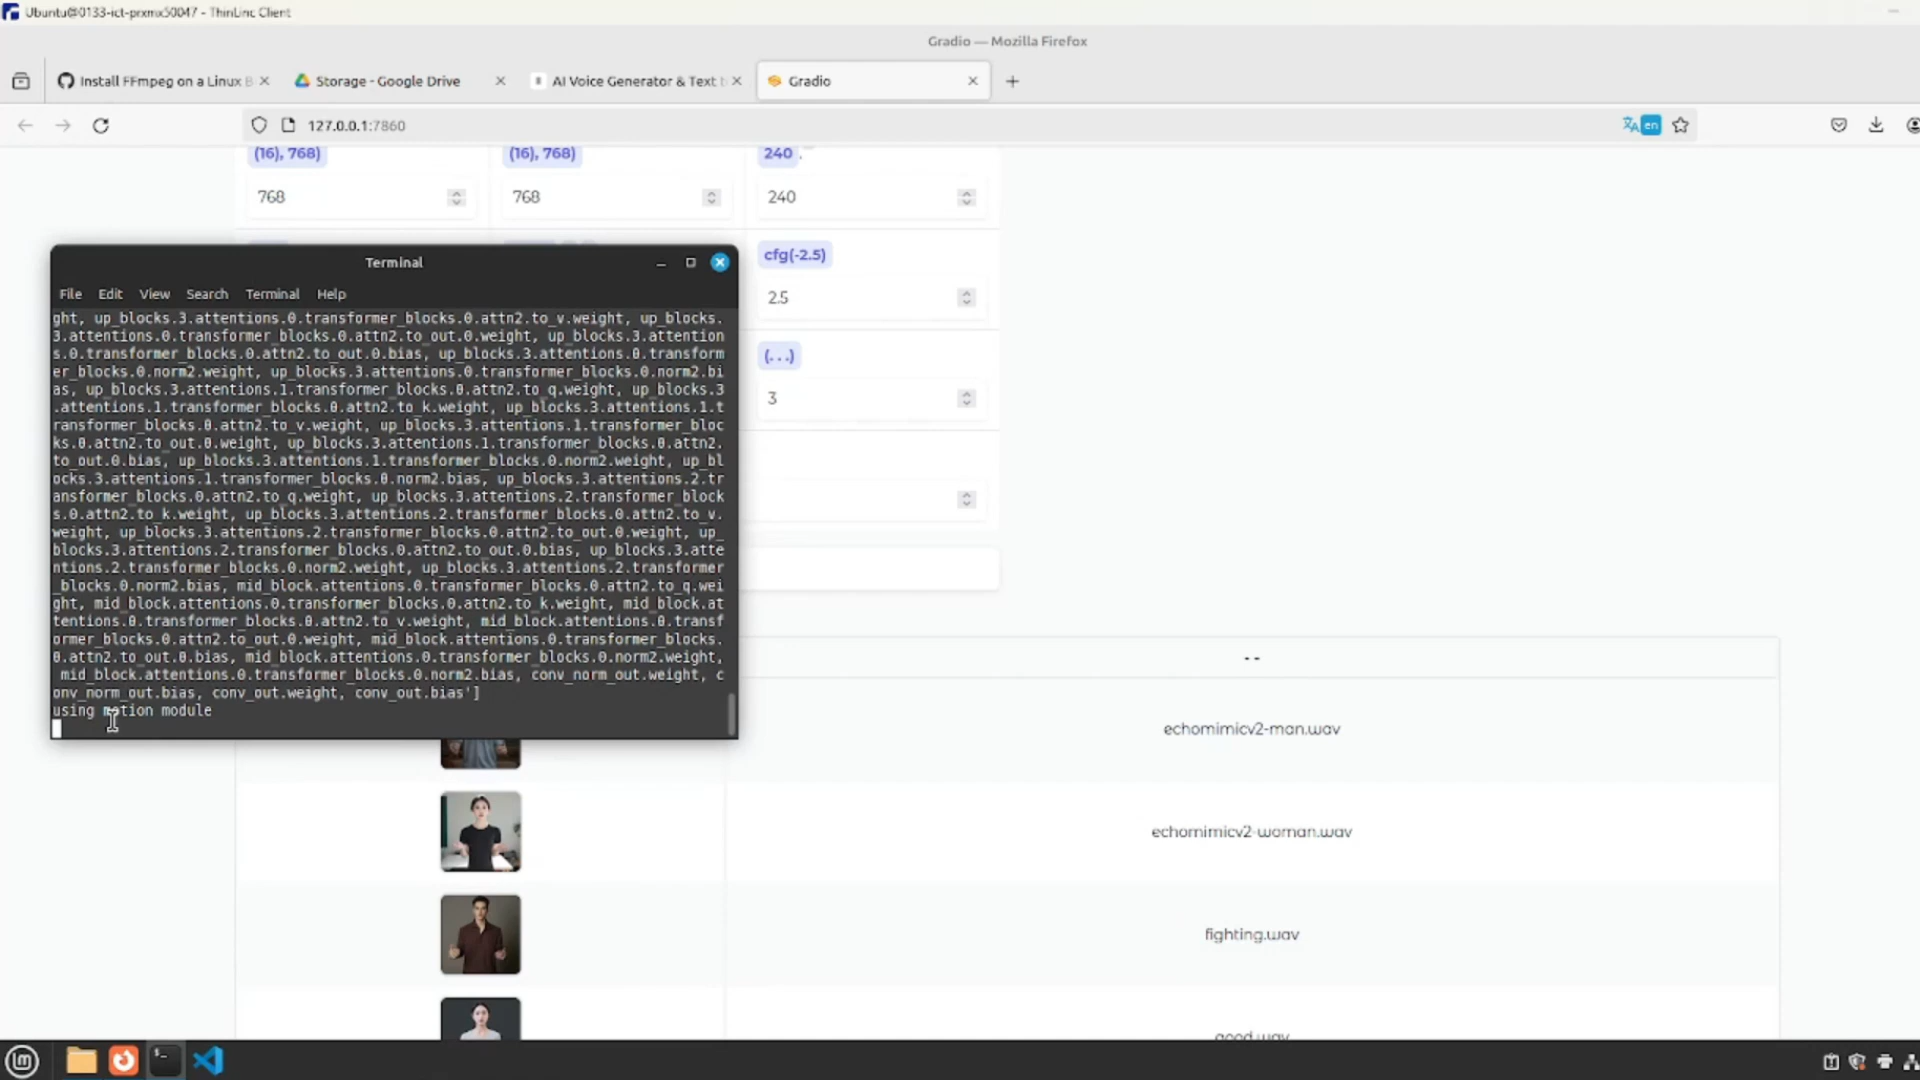 Ubuntu@0133-ict-prxmx50047 - ThinLinc Client
Gradio — Mozilla Firefox
Install FFmpeg on a Linux B
Storage - Google Drive
AI Voice Generator & Text t
Gradio
127.0.0.1:7860
en
(16), 768)
(16), 768)
240
768
768
240
cfg(-2.5)
2.5
(...)
3
Terminal
File Edit View Search Terminal Help
ght, up_blocks.3.attentions.0.transformer_blocks.0.attn2.to_v.weight, up_blocks.
3.attentions.0.transformer_blocks.0.attn2.to_out.0.weight, up_blocks.3.attention
s.0.transformer_blocks.0.attn2.to_out.0.bias, up_blocks.3.attentions.0.transform
er_blocks.0.norm2.weight, up_blocks.3.attentions.0.transformer_blocks.0.norm2.bi
as, up_blocks.3.attentions.1.transformer_blocks.0.attn2.to_q.weight, up_blocks.3
.attentions.1.transformer_blocks.0.attn2.to_k.weight, up_blocks.3.attentions.1.t
ransformer_blocks.0.attn2.to_v.weight, up_blocks.3.attentions.1.transformer_bloc
ks.0.attn2.to_out.0.weight, up_blocks.3.attentions.1.transformer_blocks.0.attn2.
to_out.0.bias, up_blocks.3.attentions.1.transformer_blocks.0.norm2.weight, up_bl
ocks.3.attentions.1.transformer_blocks.0.norm2.bias, up_blocks.3.attentions.2.tr
ansformer_blocks.0.attn2.to_q.weight, up_blocks.3.attentions.2.transformer_block
s.0.attn2.to_k.weight, up_blocks.3.attentions.2.transformer_blocks.0.attn2.to_v.
weight, up_blocks.3.attentions.2.transformer_blocks.0.attn2.to_out.0.weight, up_
blocks.3.attentions.2.transformer_blocks.0.attn2.to_out.0.bias, up_blocks.3.atte
ntions.2.transformer_blocks.0.norm2.weight, up_blocks.3.attentions.2.transformer
_blocks.0.norm2.bias, mid_block.attentions.0.transformer_blocks.0.attn2.to_q.wei
ght, mid_block.attentions.0.transformer_blocks.0.attn2.to_k.weight, mid_block.at
tentions.0.transformer_blocks.0.attn2.to_v.weight, mid_block.attentions.0.transf
ormer_blocks.0.attn2.to_out.0.weight, mid_block.attentions.0.transformer_blocks.
0.attn2.to_out.0.bias, mid_block.attentions.0.transformer_blocks.0.norm2.weight,
mid_block.attentions.0.transformer_blocks.0.norm2.bias, conv_norm_out.weight, c
onv_norm_out.bias, conv_out.weight, conv_out.bias']
using motion module
--
echomimicv2-man.wav
echomimicv2-woman.wav
fighting.wav
good.wav